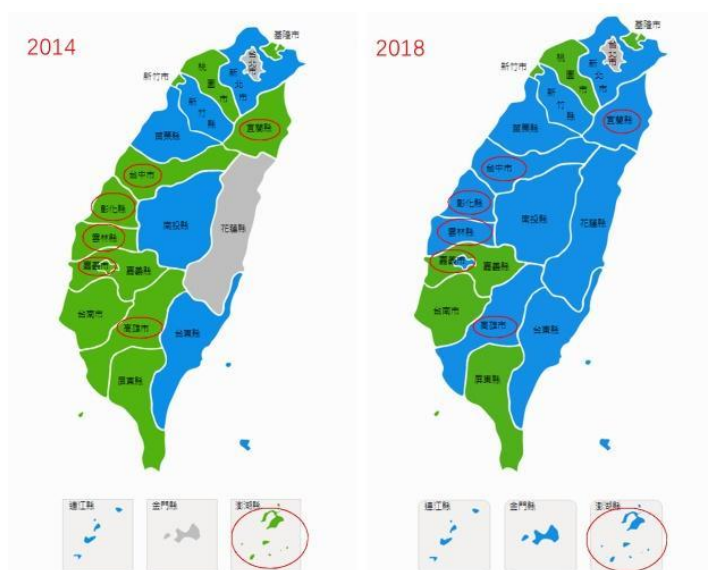 2014
基隆市
台北市
桃園市
新北市
新竹市
新竹縣
苗栗縣
宜蘭縣
台中市
彰化縣
南投縣
花蓮縣
雲林縣
嘉義市
嘉義縣
台南市
高雄市
台東縣
屏東縣
連江縣
金門縣
澎湖縣
2018
基隆市
台北市
桃園市
新北市
新竹市
新竹縣
苗栗縣
宜蘭縣
台中市
彰化縣
南投縣
花蓮縣
雲林縣
嘉義市
嘉義縣
台南市
高雄市
台東縣
屏東縣
連江縣
金門縣
澎湖縣